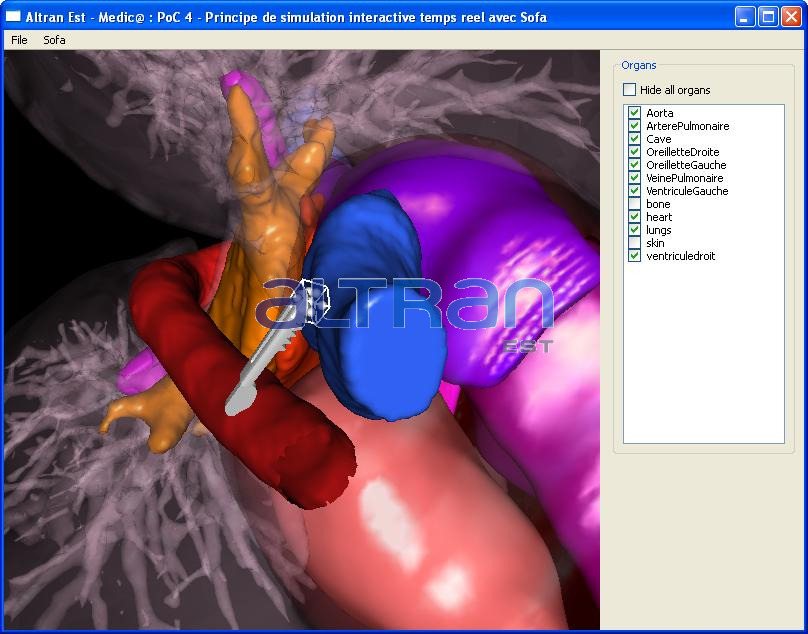 Altran Est - Medic@ : PoC 4 - Principe de simulation interactive temps reel avec Sofa
File Sofa
Organs
Hide all organs
Aorta
ArterePulmonaire
Cave
OreilletteDroite
OreilletteGauche
VeinePulmonaire
VentriculeGauche
bone
heart
lungs
skin
ventriculedroit
aLTRan
EST